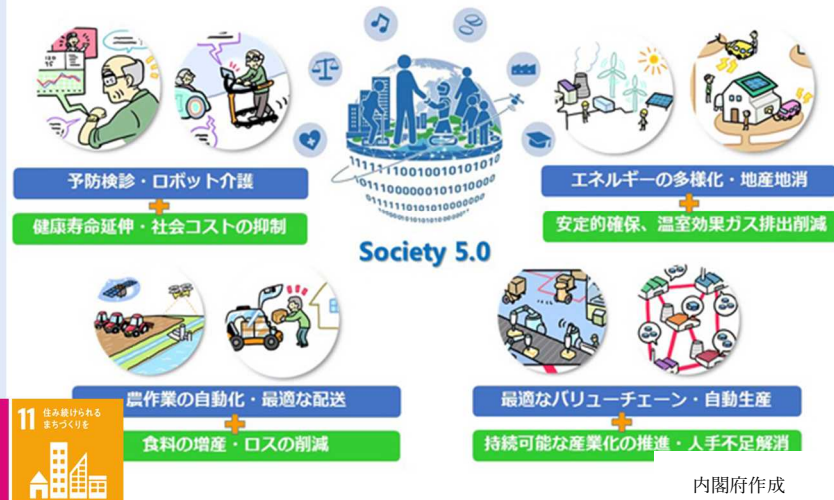 予防検診・ロボット介護
健康寿命延伸・社会コストの抑制
エネルギーの多様化・地産地消
安定的確保、温室効果ガス排出削減
Society 5.0
農作業の自動化・最適な配送
食料の増産・ロスの削減
最適なバリューチェーン・自動生産
持続可能な産業化の推進・人手不足解消
11 住み続けられる
まちづくりを
内閣府作成